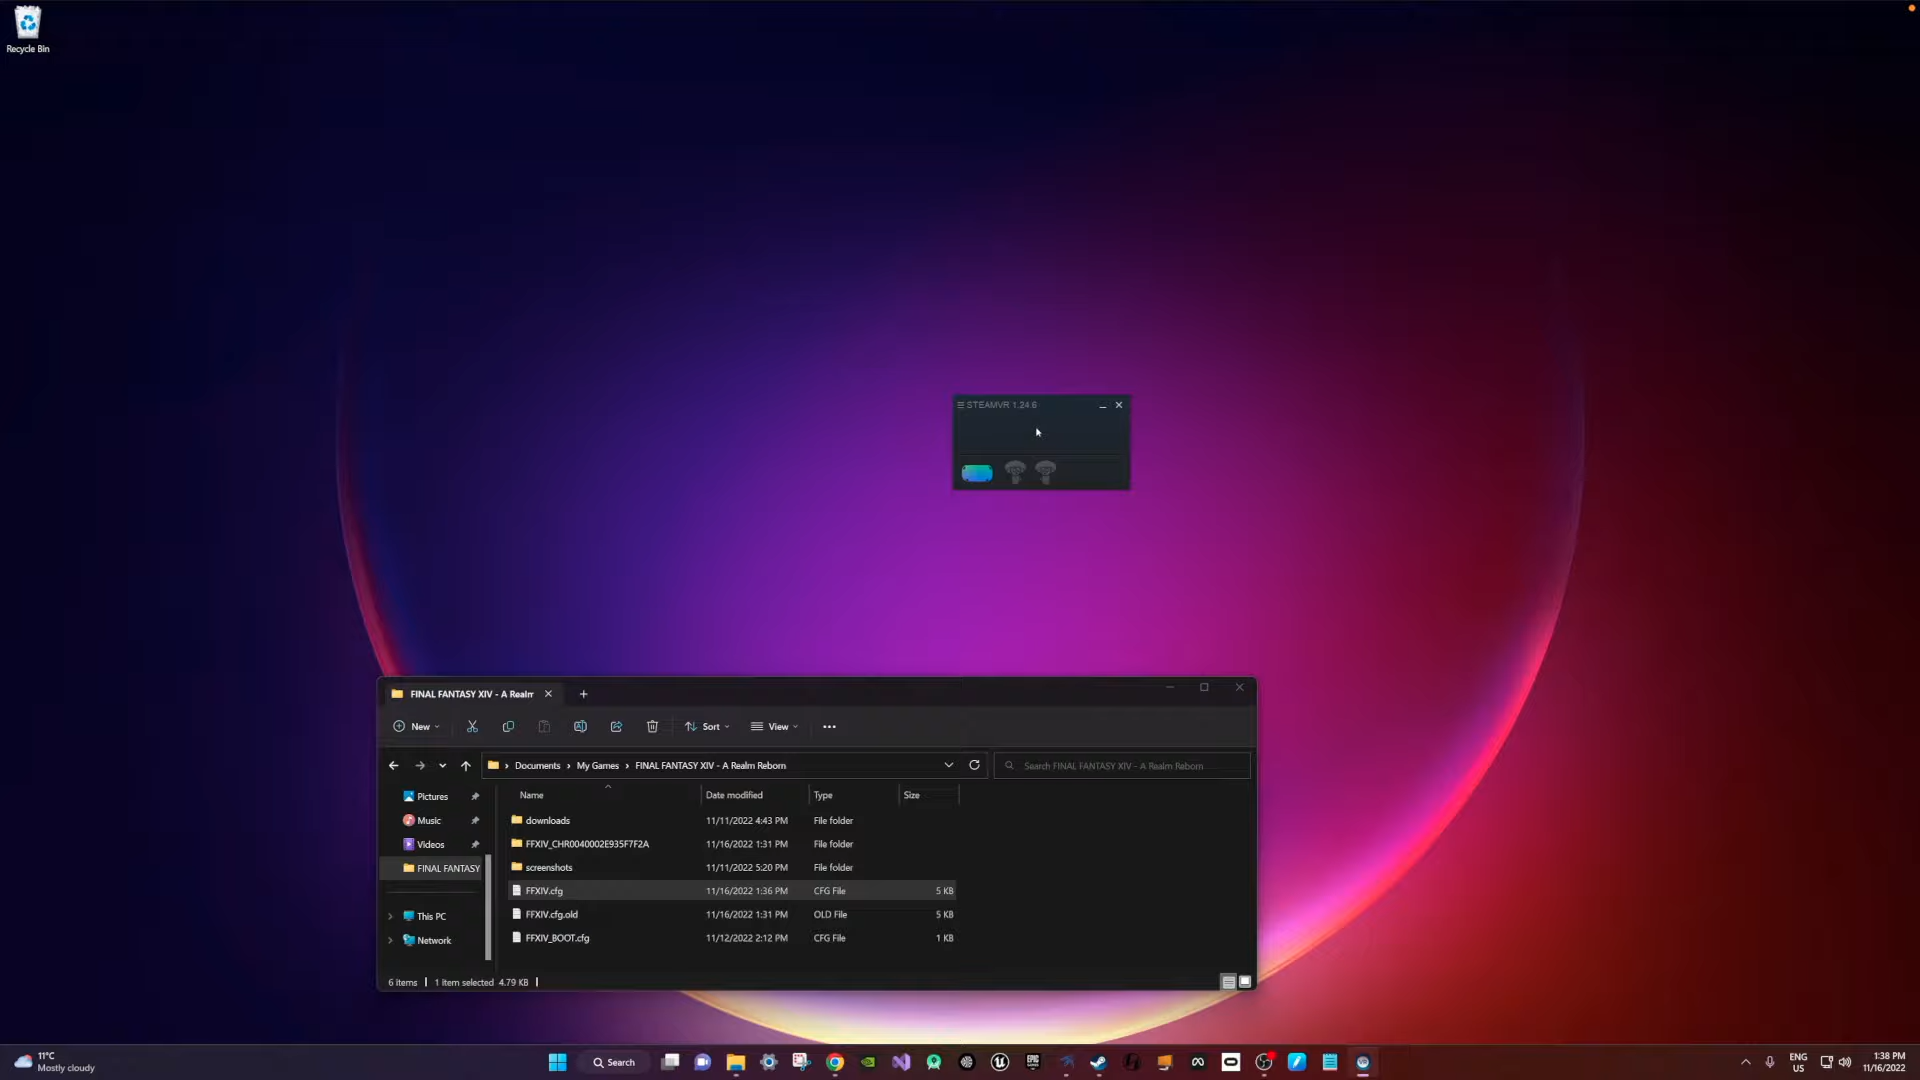 Recycle Bin
STEAMVR 1.24.6
FINAL FANTASY XIV - A Realm
New
Sort
View
Documents › My Games › FINAL FANTASY XIV - A Realm Reborn
Search FINAL FANTASY XIV - A Realm Reborn
Name Date modified Type Size
Pictures
Music
Videos
FINAL FANTASY
This PC
Network
downloads 11/11/2022 4:43 PM File folder
FFXIV_CHR0040002E935F7F2A 11/16/2022 1:31 PM File folder
screenshots 11/11/2022 5:20 PM File folder
FFXIV.cfg 11/16/2022 1:36 PM CFG File 5 KB
FFXIV.cfg.old 11/16/2022 1:31 PM OLD File 5 KB
FFXIV_BOOT.cfg 11/12/2022 2:12 PM CFG File 1 KB
6 items 1 item selected 4.79 KB
11°C
Mostly cloudy
Search
EPIC
ENG
US
1:38 PM
11/16/2022